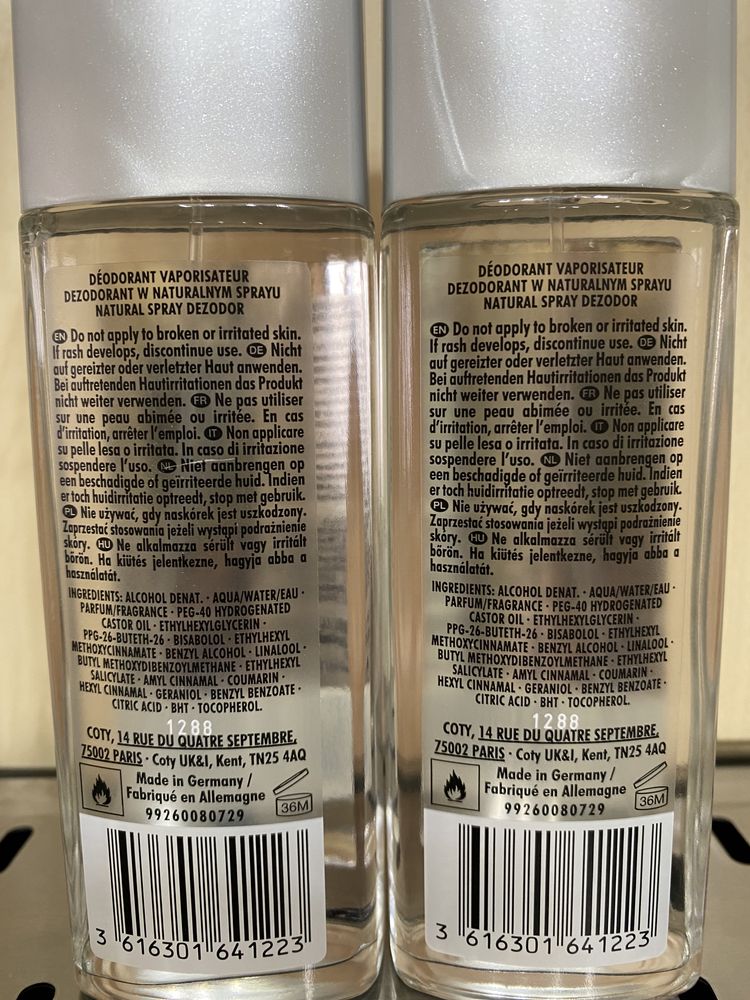 DÉODORANT VAPORISATEUR
DEZODORANT W NATURALNYM SPRAYU
NATURAL SPRAY DEZODOR
EN Do not apply to broken or irritated skin.
If rash develops, discontinue use. DE Nicht
auf gereizter oder verletzter Haut anwenden.
Bei auftretenden Hautirritationen das Produkt
nicht weiter verwenden. FR Ne pas utiliser
sur une peau abimée ou irritée. En cas
d'irritation, arrêter l'emploi. IT Non applicare
su pelle lesa o irritata. In caso di irritazione
sospendere l'uso. NL Niet aanbrengen op
een beschadigde of geïrriteerde huid. Indien
er toch huidirritatie optreedt, stop met gebruik.
PL Nie używać, gdy naskórek jest uszkodzony.
Zaprzestać stosowania jeżeli wystąpi podrażnienie
skóry. HU Ne alkalmazza sérült vagy irritált
bőrön. Ha kiütés jelentkezne, hagyja abba a
használatát.
INGREDIENTS: ALCOHOL DENAT. · AQUA/WATER/EAU ·
PARFUM/FRAGRANCE · PEG-40 HYDROGENATED
CASTOR OIL · ETHYLHEXYLGLYCERIN ·
PPG-26-BUTETH-26 · BISABOLOL · ETHYLHEXYL
METHOXYCINNAMATE · BENZYL ALCOHOL · LINALOOL ·
BUTYL METHOXYDIBENZOYLMETHANE · ETHYLHEXYL
SALICYLATE · AMYL CINNAMAL · COUMARIN ·
HEXYL CINNAMAL · GERANIOL · BENZYL BENZOATE ·
CITRIC ACID · BHT · TOCOPHEROL.
1288
COTY, 14 RUE DU QUATRE SEPTEMBRE,
75002 PARIS · Coty UK&I, Kent, TN25 4AQ
Made in Germany /
Fabriqué en Allemagne
99260080729
36M
3 616301 641223
DÉODORANT VAPORISATEUR
DEZODORANT W NATURALNYM SPRAYU
NATURAL SPRAY DEZODOR
EN Do not apply to broken or irritated skin.
If rash develops, discontinue use. DE Nicht
auf gereizter oder verletzter Haut anwenden.
Bei auftretenden Hautirritationen das Produkt
nicht weiter verwenden. FR Ne pas utiliser
sur une peau abimée ou irritée. En cas
d'irritation, arrêter l'emploi. IT Non applicare
su pelle lesa o irritata. In caso di irritazione
sospendere l'uso. NL Niet aanbrengen op
een beschadigde of geïrriteerde huid. Indien
er toch huidirritatie optreedt, stop met gebruik.
PL Nie używać, gdy naskórek jest uszkodzony.
Zaprzestać stosowania jeżeli wystąpi podrażnienie
skóry. HU Ne alkalmazza sérült vagy irritált
bőrön. Ha kiütés jelentkezne, hagyja abba a
használatát.
INGREDIENTS: ALCOHOL DENAT. · AQUA/WATER/EAU ·
PARFUM/FRAGRANCE · PEG-40 HYDROGENATED
CASTOR OIL · ETHYLHEXYLGLYCERIN ·
PPG-26-BUTETH-26 · BISABOLOL · ETHYLHEXYL
METHOXYCINNAMATE · BENZYL ALCOHOL · LINALOOL ·
BUTYL METHOXYDIBENZOYLMETHANE · ETHYLHEXYL
SALICYLATE · AMYL CINNAMAL · COUMARIN ·
HEXYL CINNAMAL · GERANIOL · BENZYL BENZOATE ·
CITRIC ACID · BHT · TOCOPHEROL.
1288
COTY, 14 RUE DU QUATRE SEPTEMBRE,
75002 PARIS · Coty UK&I, Kent, TN25 4AQ
Made in Germany /
Fabriqué en Allemagne
99260080729
36M
3 616301 641223